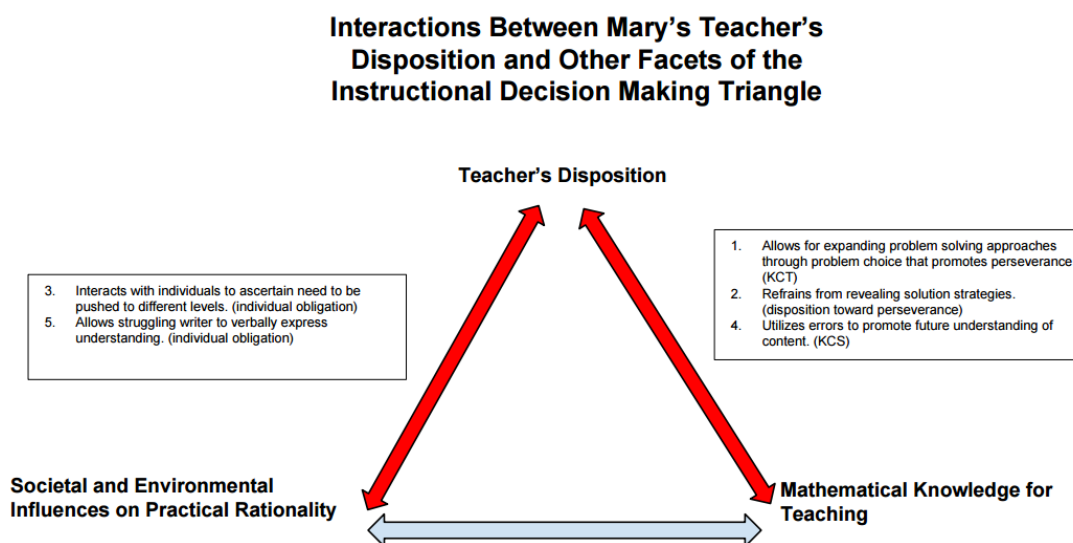 Interactions Between Mary's Teacher's
Disposition and Other Facets of the
Instructional Decision Making Triangle
Teacher's Disposition
3. Interacts with individuals to ascertain need to be
pushed to different levels. (individual obligation)
5. Allows struggling writer to verbally express
understanding. (individual obligation)
1. Allows for expanding problem solving approaches
through problem choice that promotes perseverance
(KCT)
2. Refrains from revealing solution strategies.
(disposition toward perseverance)
4. Utilizes errors to promote future understanding of
content. (KCS)
Societal and Environmental
Influences on Practical Rationality
Mathematical Knowledge for
Teaching